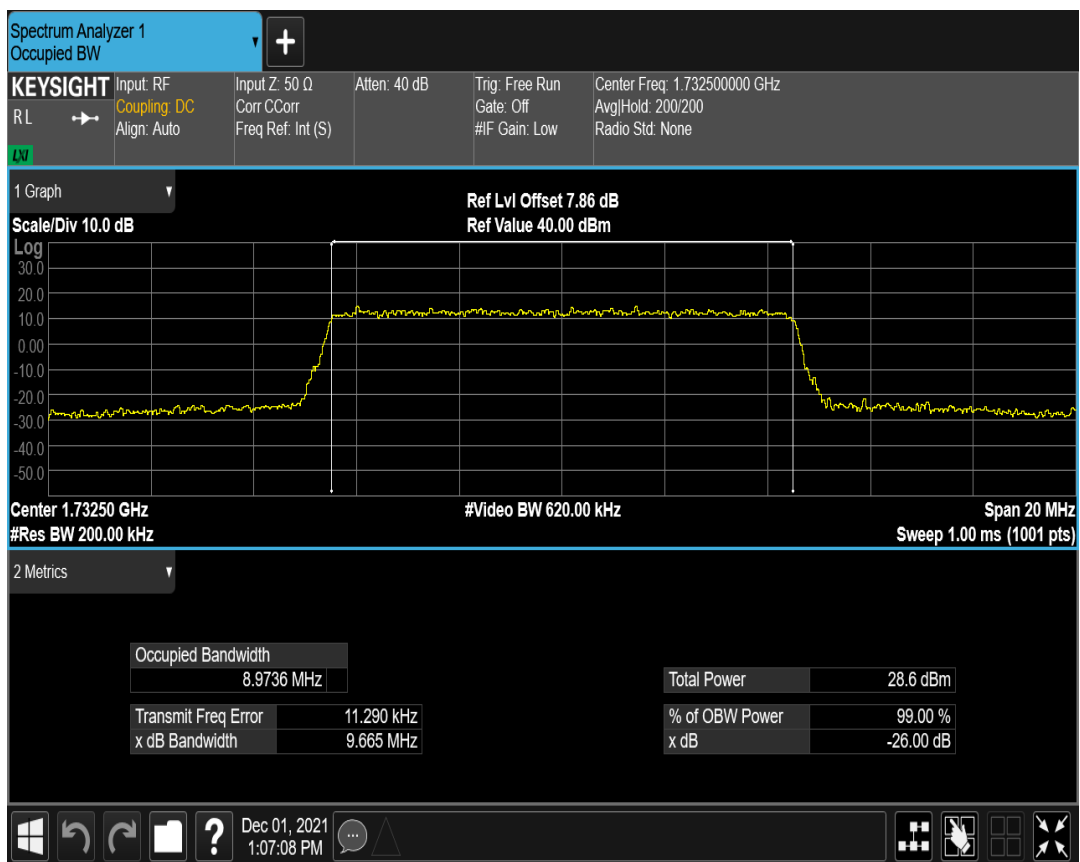 Spectrum Analyzer 1
Occupied BW
+
KEYSIGHT
RL
LXI
Input: RF
Coupling: DC
Align: Auto
Input Z: 50 Ω
Corr CCorr
Freq Ref: Int (S)
Atten: 40 dB
Trig: Free Run
Gate: Off
#IF Gain: Low
Center Freq: 1.732500000 GHz
Avg|Hold: 200/200
Radio Std: None
1 Graph
Ref Lvl Offset 7.86 dB
Scale/Div 10.0 dB
Ref Value 40.00 dBm
Log
30.0
20.0
10.0
0.00
-10.0
-20.0
-30.0
-40.0
-50.0
Center 1.73250 GHz
#Video BW 620.00 kHz
Span 20 MHz
#Res BW 200.00 kHz
Sweep 1.00 ms (1001 pts)
2 Metrics
Occupied Bandwidth
8.9736 MHz
Total Power 28.6 dBm
Transmit Freq Error 11.290 kHz
% of OBW Power 99.00 %
x dB Bandwidth 9.665 MHz
x dB -26.00 dB
?
Dec 01, 2021
1:07:08 PM